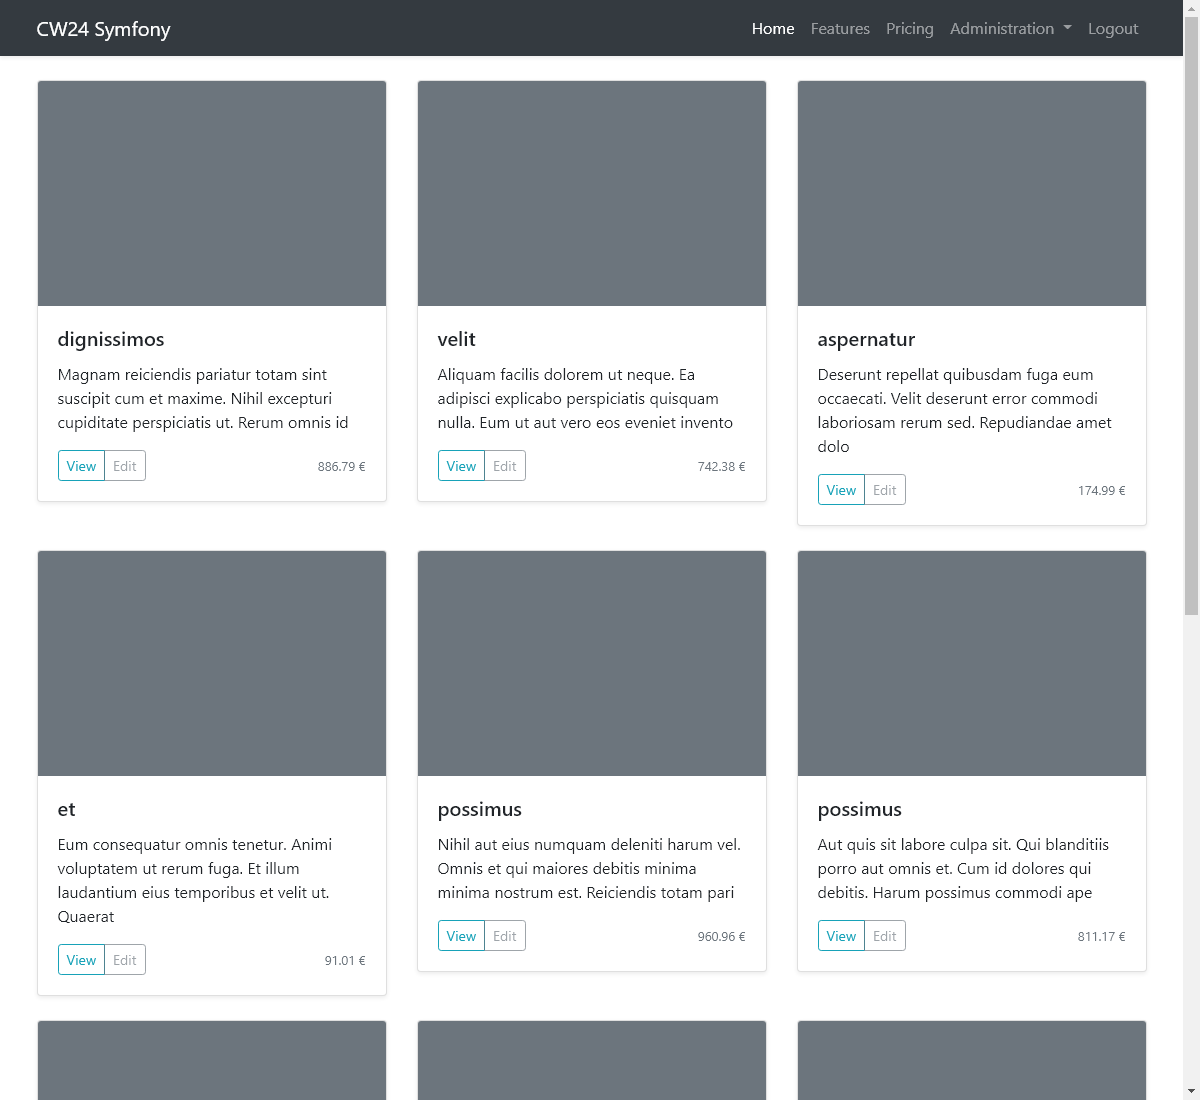 CW24 Symfony
Home Features Pricing Administration Logout
dignissimos
Magnam reiciendis pariatur totam sint
suscipit cum et maxime. Nihil excepturi
cupiditate perspiciatis ut. Rerum omnis id
View Edit 886.79 €
velit
Aliquam facilis dolorem ut neque. Ea
adipisci explicabo perspiciatis quisquam
nulla. Eum ut aut vero eos eveniet invento
View Edit 742.38 €
aspernatur
Deserunt repellat quibusdam fuga eum
occaecati. Velit deserunt error commodi
laboriosam rerum sed. Repudiandae amet
dolo
View Edit 174.99 €
et
Eum consequatur omnis tenetur. Animi
voluptatem ut rerum fuga. Et illum
laudantium eius temporibus et velit ut.
Quaerat
View Edit 91.01 €
possimus
Nihil aut eius numquam deleniti harum vel.
Omnis et qui maiores debitis minima
minima nostrum est. Reiciendis totam pari
View Edit 960.96 €
possimus
Aut quis sit labore culpa sit. Qui blanditiis
porro aut omnis et. Cum id dolores qui
debitis. Harum possimus commodi ape
View Edit 811.17 €